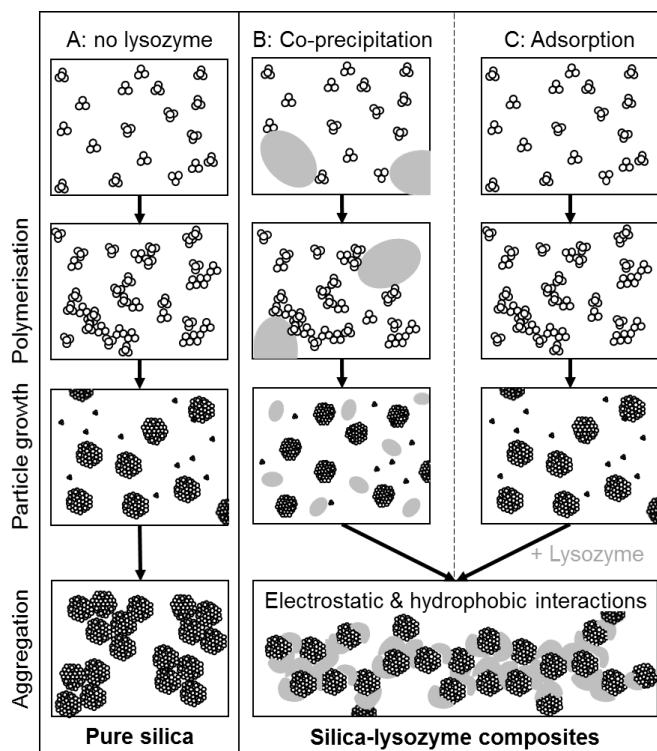 A: no lysozyme
B: Co-precipitation
C: Adsorption
Polymerisation
Particle growth
+ Lysozyme
Aggregation
Electrostatic & hydrophobic interactions
Pure silica
Silica-lysozyme composites